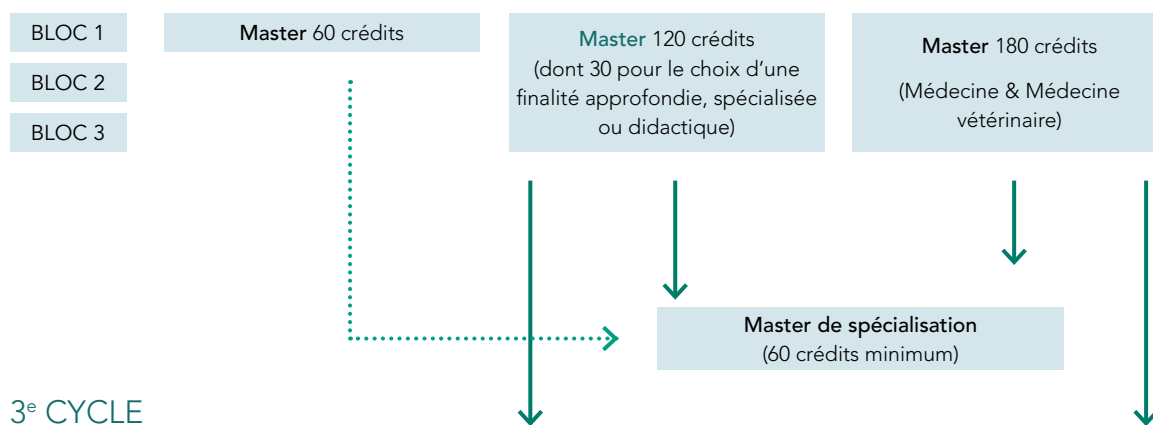 BLOC 1
BLOC 2
BLOC 3
Master 60 crédits
Master 120 crédits
(dont 30 pour le choix d’une
finalité approfondie, spécialisée
ou didactique)
Master 180 crédits
(Médecine & Médecine
vétérinaire)
Master de spécialisation
(60 crédits minimum)
3e CYCLE